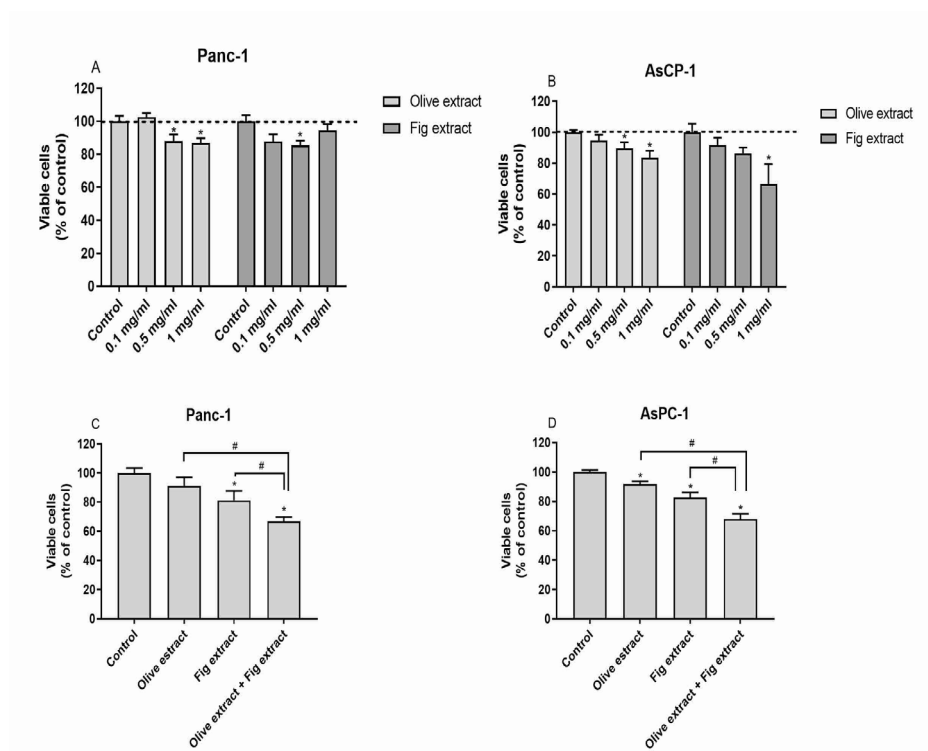 A
Panc-1
Viable cells
(% of control)
120
100
80
60
40
20
0
*
*
*
Control
0.1 mg/ml
0.5 mg/ml
1 mg/ml
Control
0.1 mg/ml
0.5 mg/ml
1 mg/ml
Olive extract
Fig extract
B
AsCP-1
Viable cells
(% of control)
120
100
80
60
40
20
0
*
*
*
Control
0.1 mg/ml
0.5 mg/ml
1 mg/ml
Control
0.1 mg/ml
0.5 mg/ml
1 mg/ml
Olive extract
Fig extract
C
Panc-1
Viable cells
(% of control)
120
100
80
60
40
20
0
#
#
*
*
Control
Olive estract
Fig extract
Olive extract + Fig extract
D
AsPC-1
Viable cells
(% of control)
120
100
80
60
40
20
0
#
#
*
*
*
Control
Olive extract
Fig extract
Olive extract + Fig extract